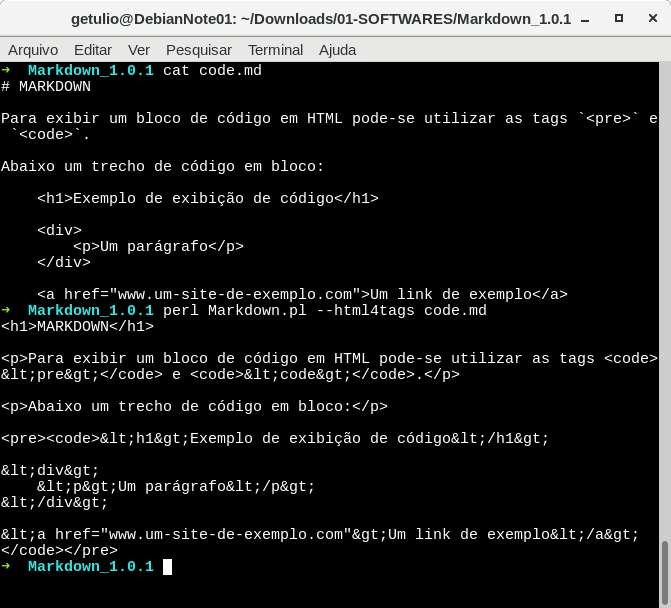 getulio@DebianNote01: ~/Downloads/01-SOFTWARES/Markdown_1.0.1
Arquivo Editar Ver Pesquisar Terminal Ajuda
➜  Markdown_1.0.1 cat code.md
# MARKDOWN

Para exibir um bloco de código em HTML pode-se utilizar as tags `<pre>` e
 `<code>`.

Abaixo um trecho de código em bloco:

    <h1>Exemplo de exibição de código</h1>

    <div>
        <p>Um parágrafo</p>
    </div>

    <a href="www.um-site-de-exemplo.com">Um link de exemplo</a>
➜  Markdown_1.0.1 perl Markdown.pl --html4tags code.md
<h1>MARKDOWN</h1>

<p>Para exibir um bloco de código em HTML pode-se utilizar as tags <code>
&lt;pre&gt;</code> e <code>&lt;code&gt;</code>.</p>

<p>Abaixo um trecho de código em bloco:</p>

<pre><code>&lt;h1&gt;Exemplo de exibição de código&lt;/h1&gt;

&lt;div&gt;
    &lt;p&gt;Um parágrafo&lt;/p&gt;
&lt;/div&gt;

&lt;a href="www.um-site-de-exemplo.com"&gt;Um link de exemplo&lt;/a&gt;
</code></pre>
➜  Markdown_1.0.1